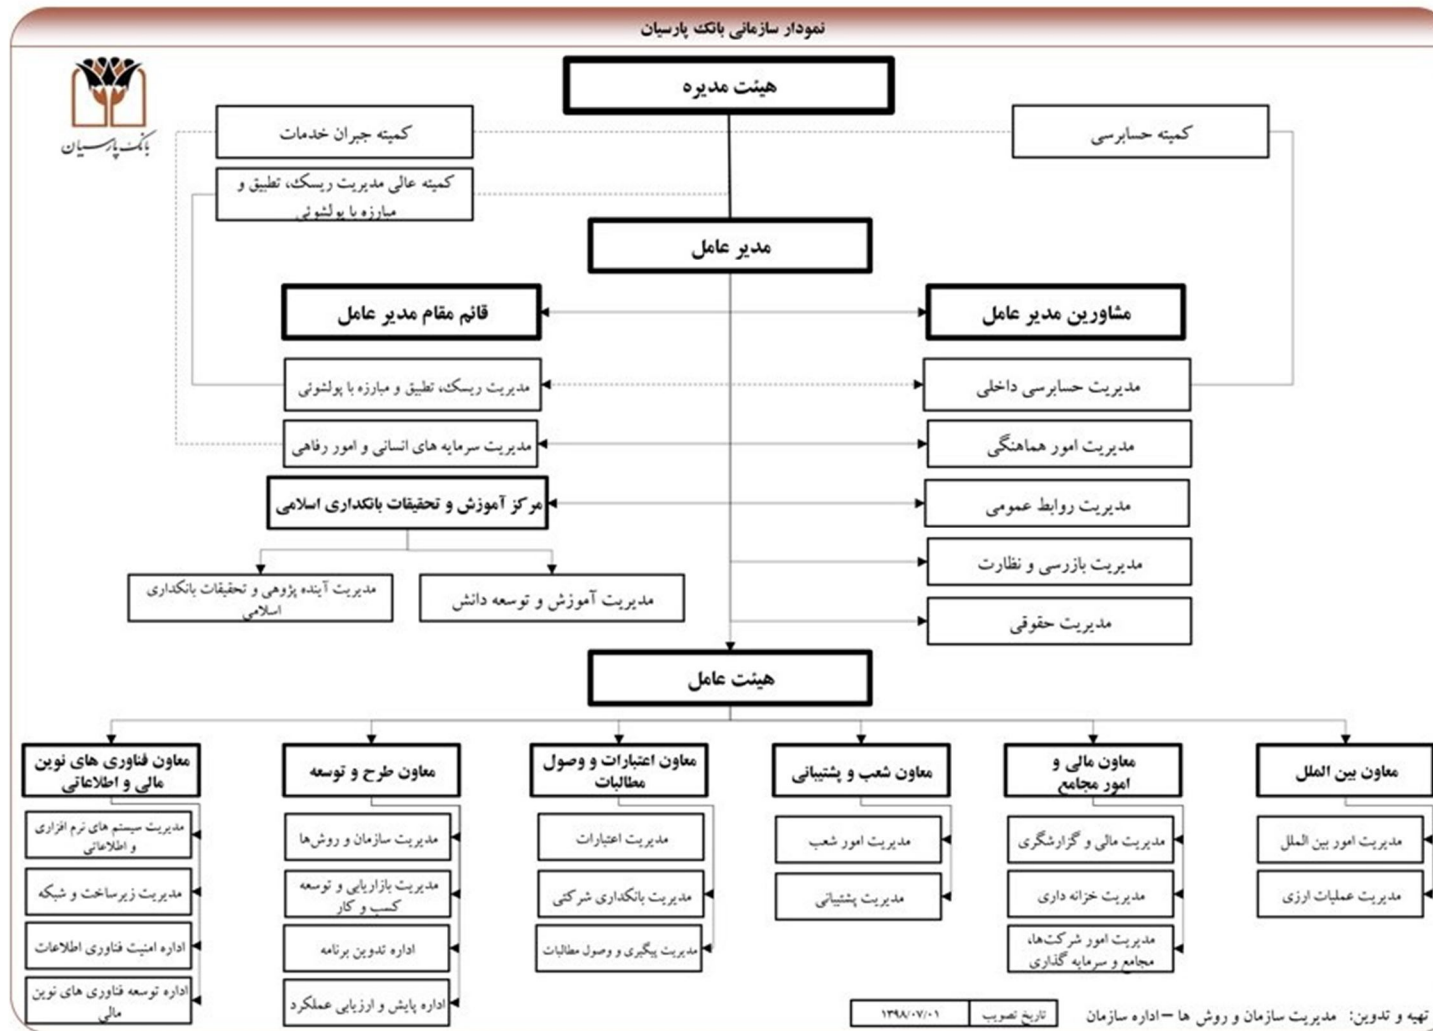 نمودار سازمانی بانک پارسیان
بانک پارسیان
هیئت مدیره
کمیته حسابرسی
کمیته جبران خدمات
کمیته عالی مدیریت ریسک، تطبیق و
مبارزه با پولشوئی
مدیر عامل
مشاورین مدیر عامل
قائم مقام مدیر عامل
مدیریت حسابرسی داخلی
مدیریت ریسک، تطبیق و مبارزه با پولشوئی
مدیریت امور هماهنگی
مدیریت سرمایه های انسانی و امور رفاهی
مدیریت روابط عمومی
مرکز آموزش و تحقیقات بانکداری اسلامی
مدیریت بازرسی و نظارت
مدیریت آموزش و توسعه دانش
مدیریت آینده پژوهی و تحقیقات بانکداری
اسلامی
مدیریت حقوقی
هیئت عامل
معاون بین الملل
مدیریت امور بین الملل
مدیریت عملیات ارزی
معاون مالی و
امور مجامع
مدیریت مالی و گزارشگری
مدیریت خزانه داری
مدیریت امور شرکت‌ها،
مجامع و سرمایه گذاری
معاون شعب و پشتیبانی
مدیریت امور شعب
مدیریت پشتیبانی
معاون اعتبارات و وصول
مطالبات
مدیریت اعتبارات
مدیریت بانکداری شرکتی
مدیریت پیگیری و وصول مطالبات
معاون طرح و توسعه
مدیریت سازمان و روش‌ها
مدیریت بازاریابی و توسعه
کسب و کار
اداره تدوین برنامه
اداره پایش و ارزیابی عملکرد
معاون فناوری های نوین
مالی و اطلاعاتی
مدیریت سیستم های نرم افزاری
و اطلاعاتی
مدیریت زیرساخت و شبکه
اداره امنیت فناوری اطلاعات
اداره توسعه فناوری های نوین
مالی
تهیه و تدوین: مدیریت سازمان و روش ها – اداره سازمان
تاریخ تصویب
۱۳۹۸/۰۷/۰۱